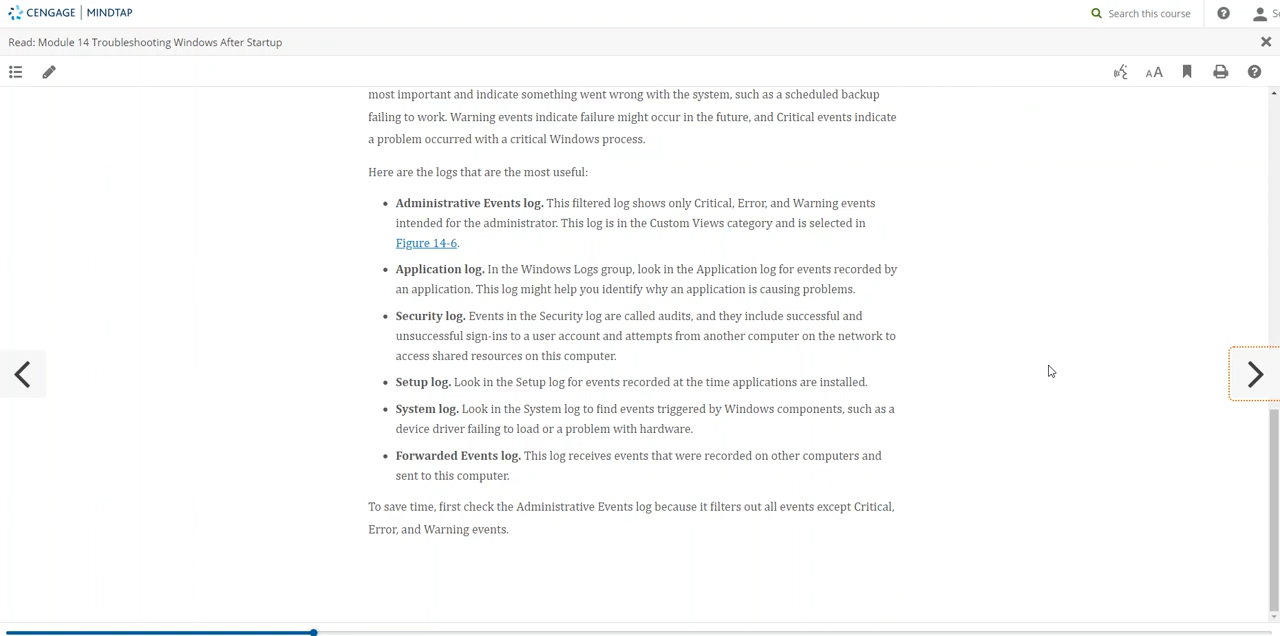 CENGAGE | MINDTAP
Search this course
Read: Module 14 Troubleshooting Windows After Startup
AA
most important and indicate something went wrong with the system, such as a scheduled backup
failing to work. Warning events indicate failure might occur in the future, and Critical events indicate
a problem occurred with a critical Windows process.
Here are the logs that are the most useful:
• Administrative Events log. This filtered log shows only Critical, Error, and Warning events
intended for the administrator. This log is in the Custom Views category and is selected in
Figure 14-6.
• Application log. In the Windows Logs group, look in the Application log for events recorded by
an application. This log might help you identify why an application is causing problems.
• Security log. Events in the Security log are called audits, and they include successful and
unsuccessful sign-ins to a user account and attempts from another computer on the network to
access shared resources on this computer.
• Setup log. Look in the Setup log for events recorded at the time applications are installed.
• System log. Look in the System log to find events triggered by Windows components, such as a
device driver failing to load or a problem with hardware.
• Forwarded Events log. This log receives events that were recorded on other computers and
sent to this computer.
To save time, first check the Administrative Events log because it filters out all events except Critical,
Error, and Warning events.